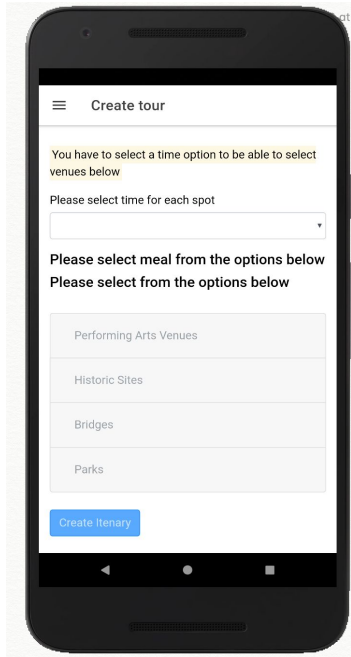 Create tour
You have to select a time option to be able to select
venues below
Please select time for each spot
Please select meal from the options below
Please select from the options below
Performing Arts Venues
Historic Sites
Bridges
Parks
Create Itenary